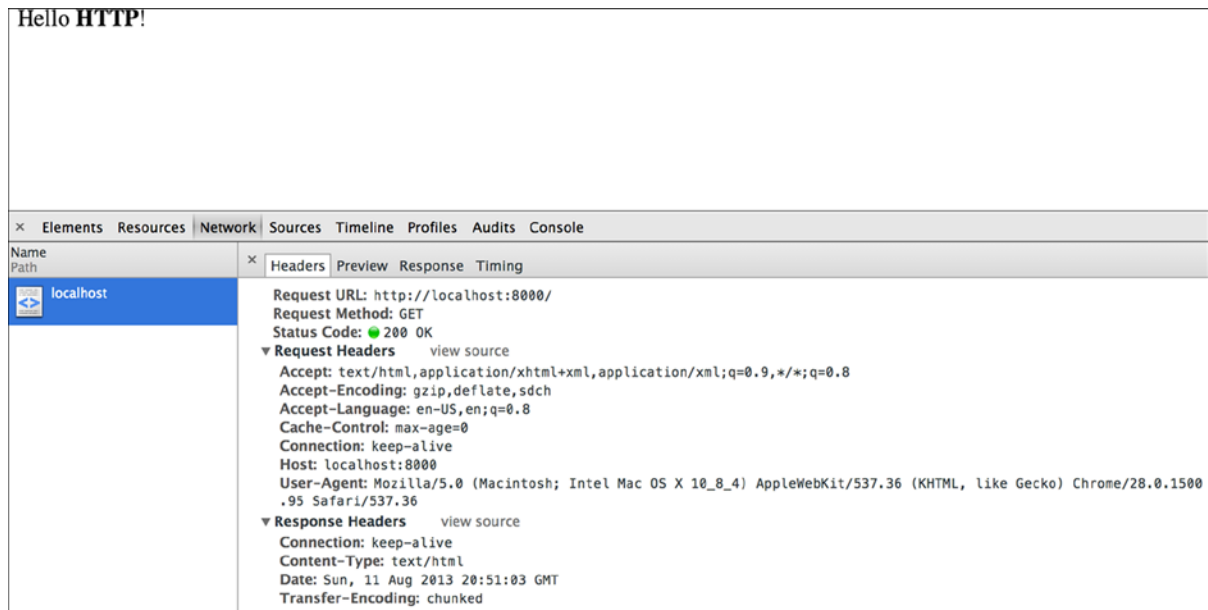 Hello HTTP!
× Elements Resources Network Sources Timeline Profiles Audits Console
Name
Path
× Headers Preview Response Timing
localhost
Request URL: http://localhost:8000/
Request Method: GET
Status Code: 200 OK
▼Request Headers view source
Accept: text/html,application/xhtml+xml,application/xml;q=0.9,*/*;q=0.8
Accept-Encoding: gzip,deflate,sdch
Accept-Language: en-US,en;q=0.8
Cache-Control: max-age=0
Connection: keep-alive
Host: localhost:8000
User-Agent: Mozilla/5.0 (Macintosh; Intel Mac OS X 10_8_4) AppleWebKit/537.36 (KHTML, like Gecko) Chrome/28.0.1500
.95 Safari/537.36
▼Response Headers view source
Connection: keep-alive
Content-Type: text/html
Date: Sun, 11 Aug 2013 20:51:03 GMT
Transfer-Encoding: chunked